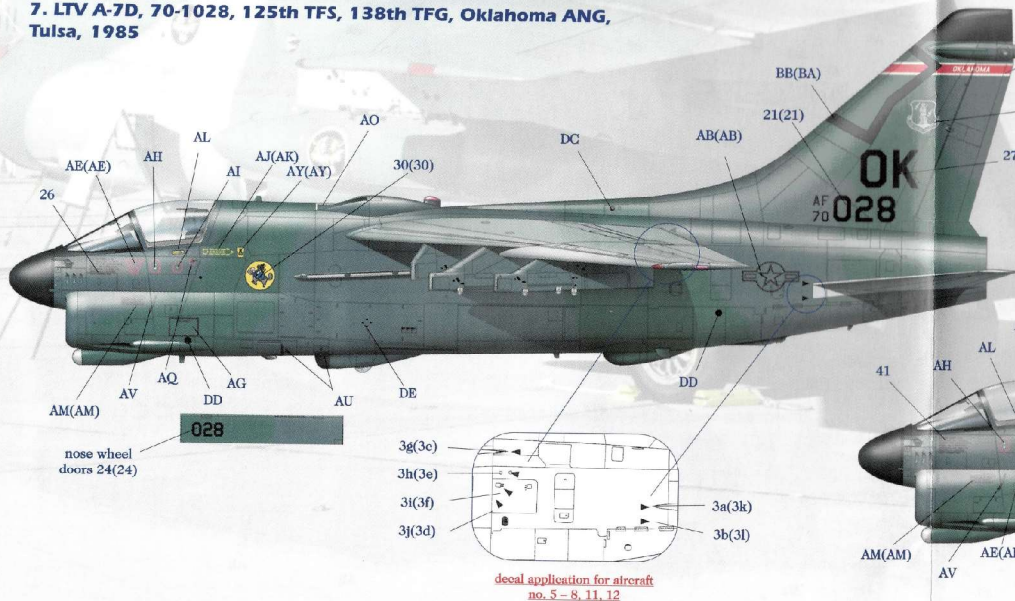 7. LTV A-7D, 70-1028, 125th TFS, 138th TFG, Oklahoma ANG,
Tulsa, 1985
BB(BA)
OKLAHOMA
21(21)
AO
AL
DC
AB(AB)
AH
AJ(AK)
AE(AE)
AI
AY(AY)
30(30)
27
26
OK
AF
70 028
AM(AM)
AV
AQ
DD
AG
AU
DE
DD
41
AH
AL
028
nose wheel
doors 24(24)
3g(3c)
3h(3e)
3i(3f)
3j(3d)
3a(3k)
3b(3l)
AM(AM)
AV
decal application for aircraft
no. 5 – 8, 11, 12